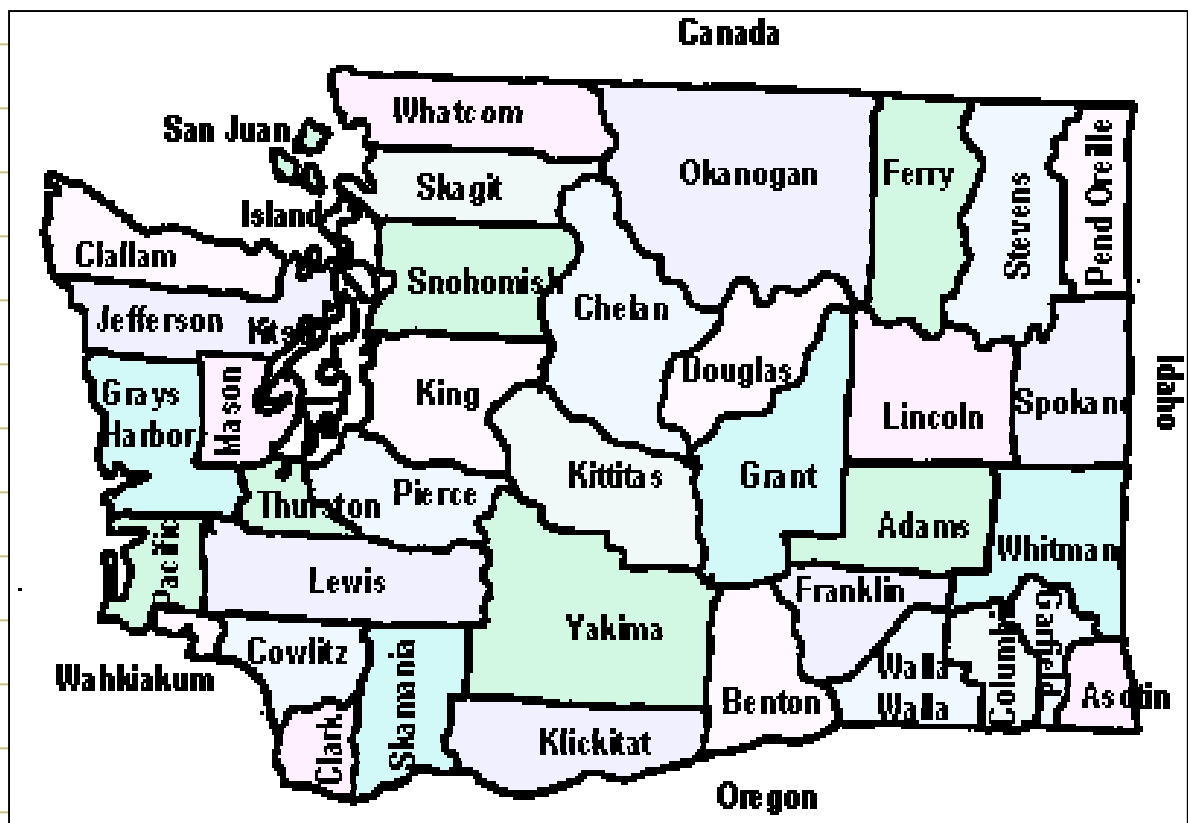 Canada
Whatcom
San Juan
Okanogan
Ferry
Pend Oreille
Skagit
Stevens
Island
Clallam
Snohomish
Chelan
Jefferson
Kits
Douglas
Idaho
Grays
Harbor
Mason
King
Lincoln
Spokane
Kittitas
Grant
Thurston
Pierce
Adams
Whitman
Pacific
Lewis
Franklin
Garfield
Yakima
Columb
Cowlitz
Walla
Walla
Wahkiakum
Skamania
Benton
Asotin
Clark
Klickitat
Oregon